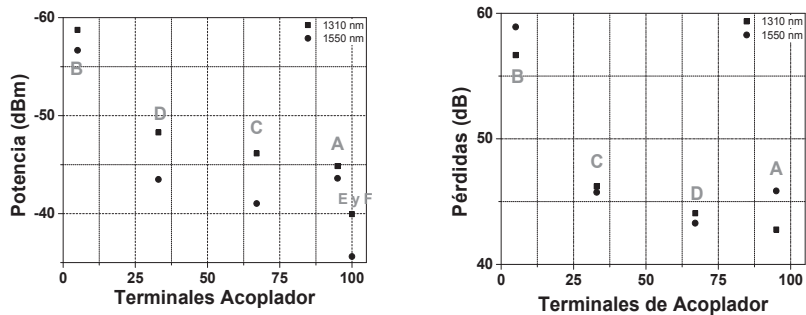 -60
-50
-40
Potencia (dBm)
1310 nm
1550 nm
B
D
C
A
E y F
0 25 50 75 100
Terminales Acoplador
60
50
40
Pérdidas (dB)
1310 nm
1550 nm
B
C
D
A
0 25 50 75 100
Terminales de Acoplador